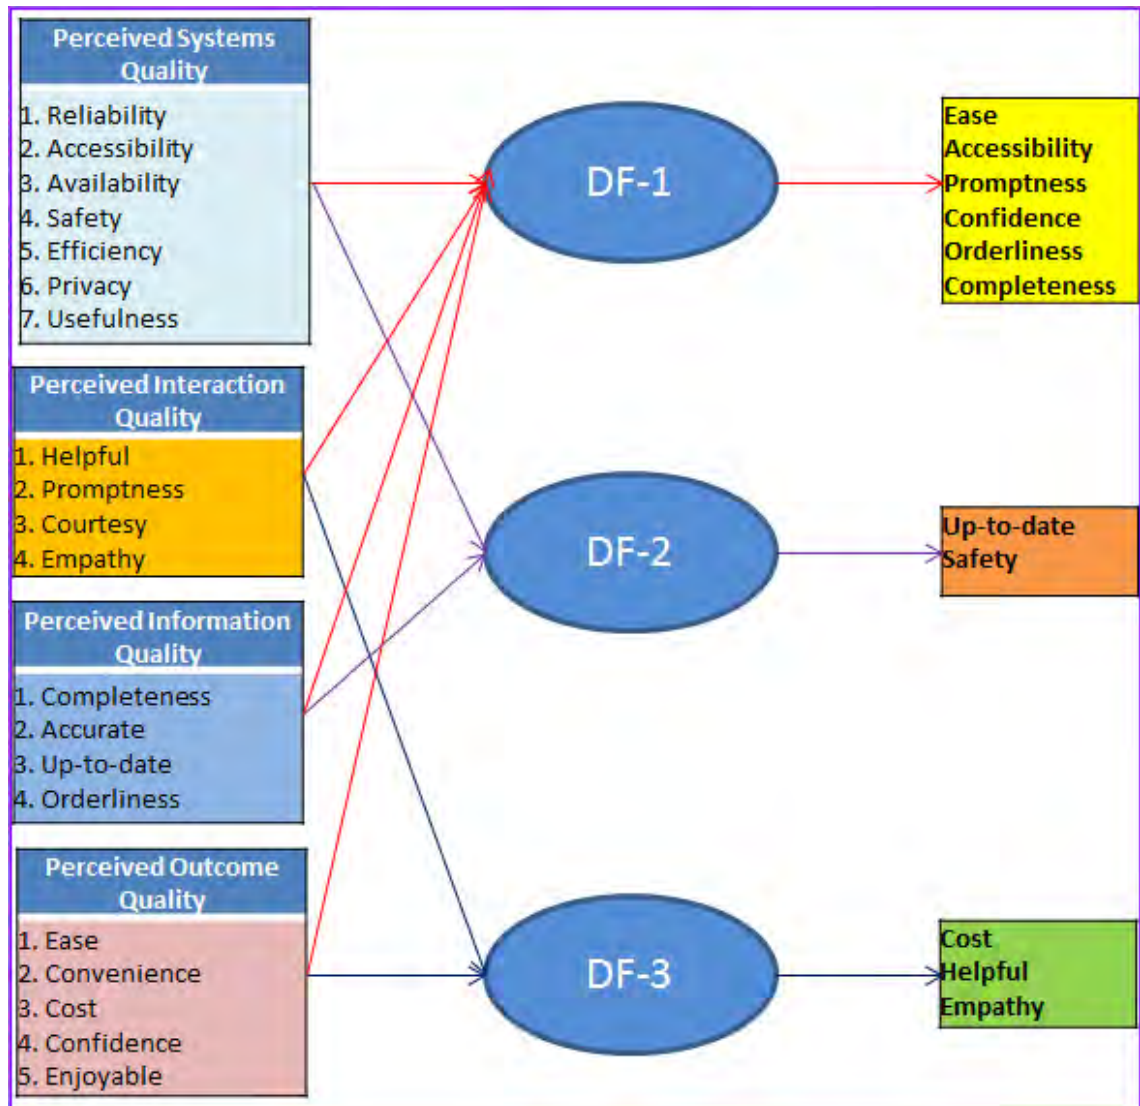 Perceived Systems
Quality
1. Reliability
2. Accessibility
3. Availability
4. Safety
5. Efficiency
6. Privacy
7. Usefulness
Perceived Interaction
Quality
1. Helpful
2. Promptness
3. Courtesy
4. Empathy
Perceived Information
Quality
1. Completeness
2. Accurate
3. Up-to-date
4. Orderliness
Perceived Outcome
Quality
1. Ease
2. Convenience
3. Cost
4. Confidence
5. Enjoyable
DF-1
DF-2
DF-3
Ease
Accessibility
Promptness
Confidence
Orderliness
Completeness
Up-to-date
Safety
Cost
Helpful
Empathy